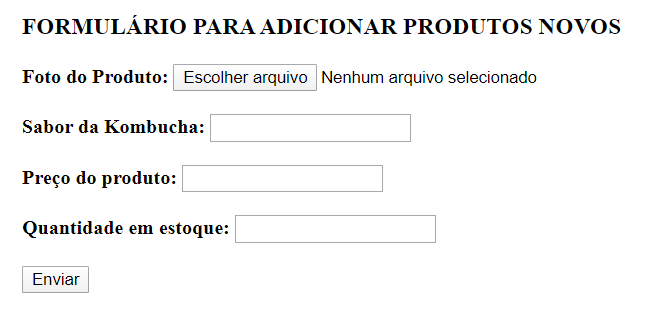 FORMULÁRIO PARA ADICIONAR PRODUTOS NOVOS
Foto do Produto: Escolher arquivo Nenhum arquivo selecionado
Sabor da Kombucha:
Preço do produto:
Quantidade em estoque:
Enviar